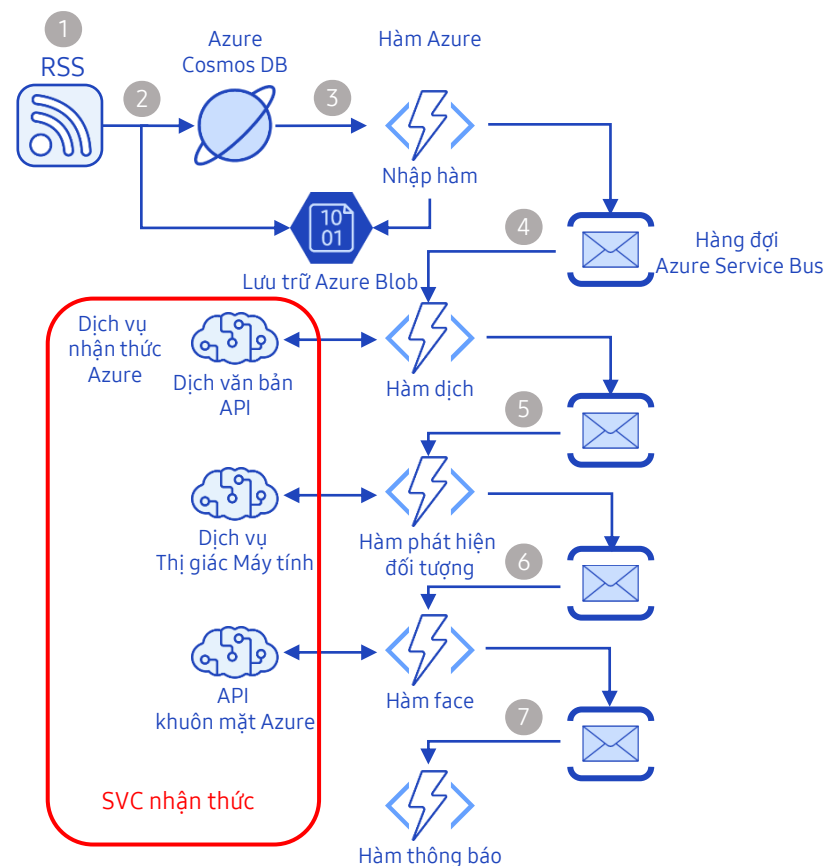 1
RSS
2
Azure
Cosmos DB
3
Hàm Azure
Nhập hàm
10
01
Lưu trữ Azure Blob
4
Hàng đợi
Azure Service Bus
Dịch vụ
nhận thức
Azure
Dịch văn bản
API
Hàm dịch
5
Dịch vụ
Thị giác Máy tính
Hàm phát hiện
đối tượng
6
API
khuôn mặt Azure
Hàm face
7
SVC nhận thức
Hàm thông báo